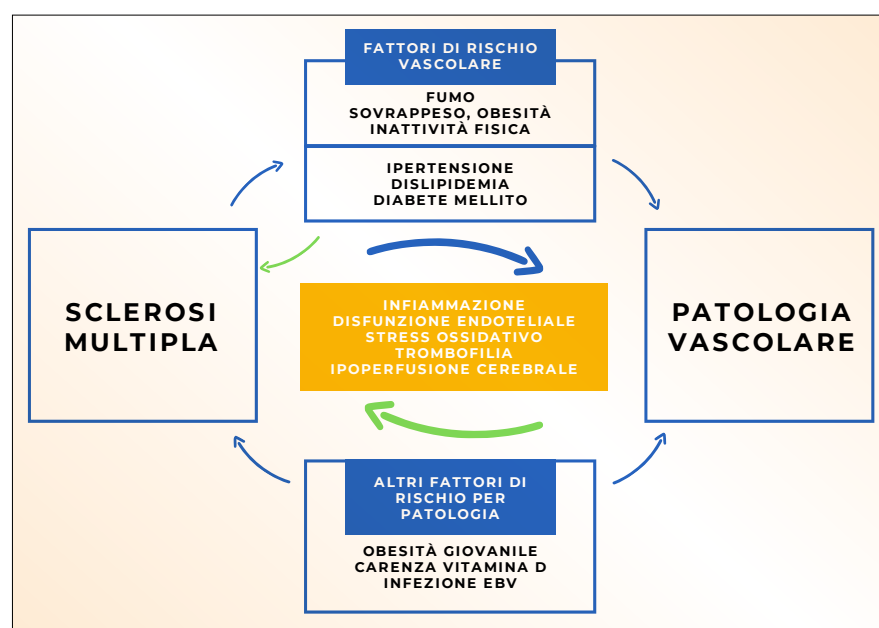 FATTORI DI RISCHIO
VASCOLARE
FUMO
SOVRAPPESO, OBESITÀ
INATTIVITÀ FISICA
IPERTENSIONE
DISLIPIDEMIA
DIABETE MELLITO
SCLEROSI
MULTIPLA
INFIAMMAZIONE
DISFUNZIONE ENDOTELIALE
STRESS OSSIDATIVO
TROMBOFILIA
IPOPERFUSIONE CEREBRALE
PATOLOGIA
VASCOLARE
ALTRI FATTORI DI
RISCHIO PER
PATOLOGIA
OBESITÀ GIOVANILE
CARENZA VITAMINA D
INFEZIONE EBV